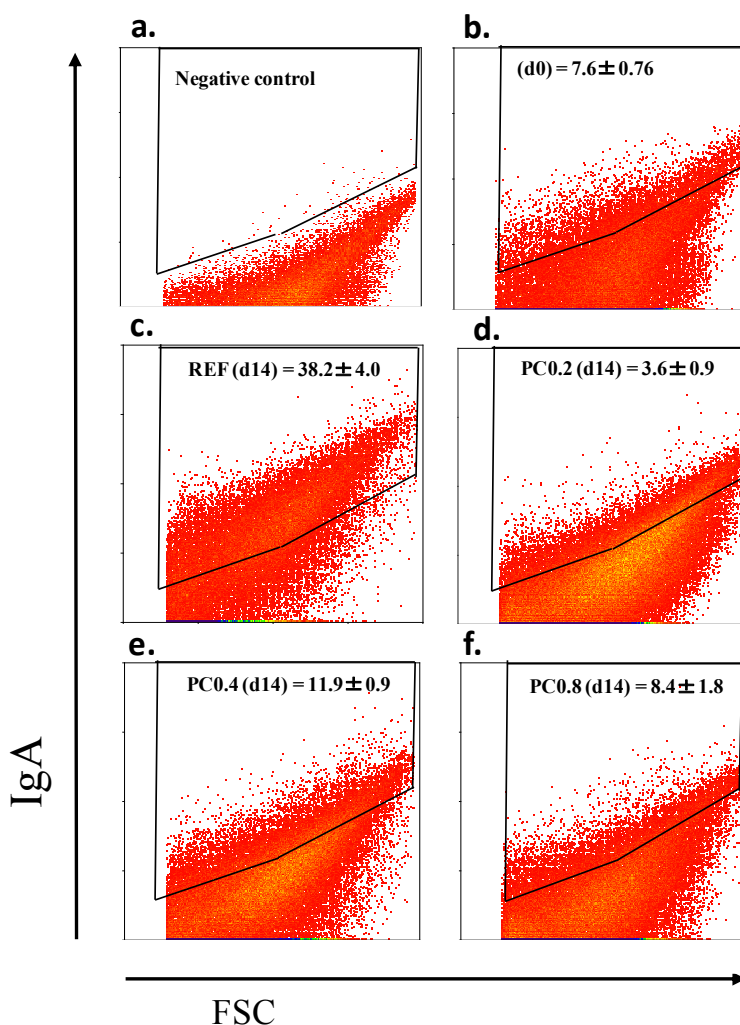 a.
Negative control
b.
(d0) = 7.6 ± 0.76
c.
REF (d14) = 38.2 ± 4.0
d.
PC0.2 (d14) = 3.6 ± 0.9
e.
PC0.4 (d14) = 11.9 ± 0.9
f.
PC0.8 (d14) = 8.4 ± 1.8
IgA
FSC